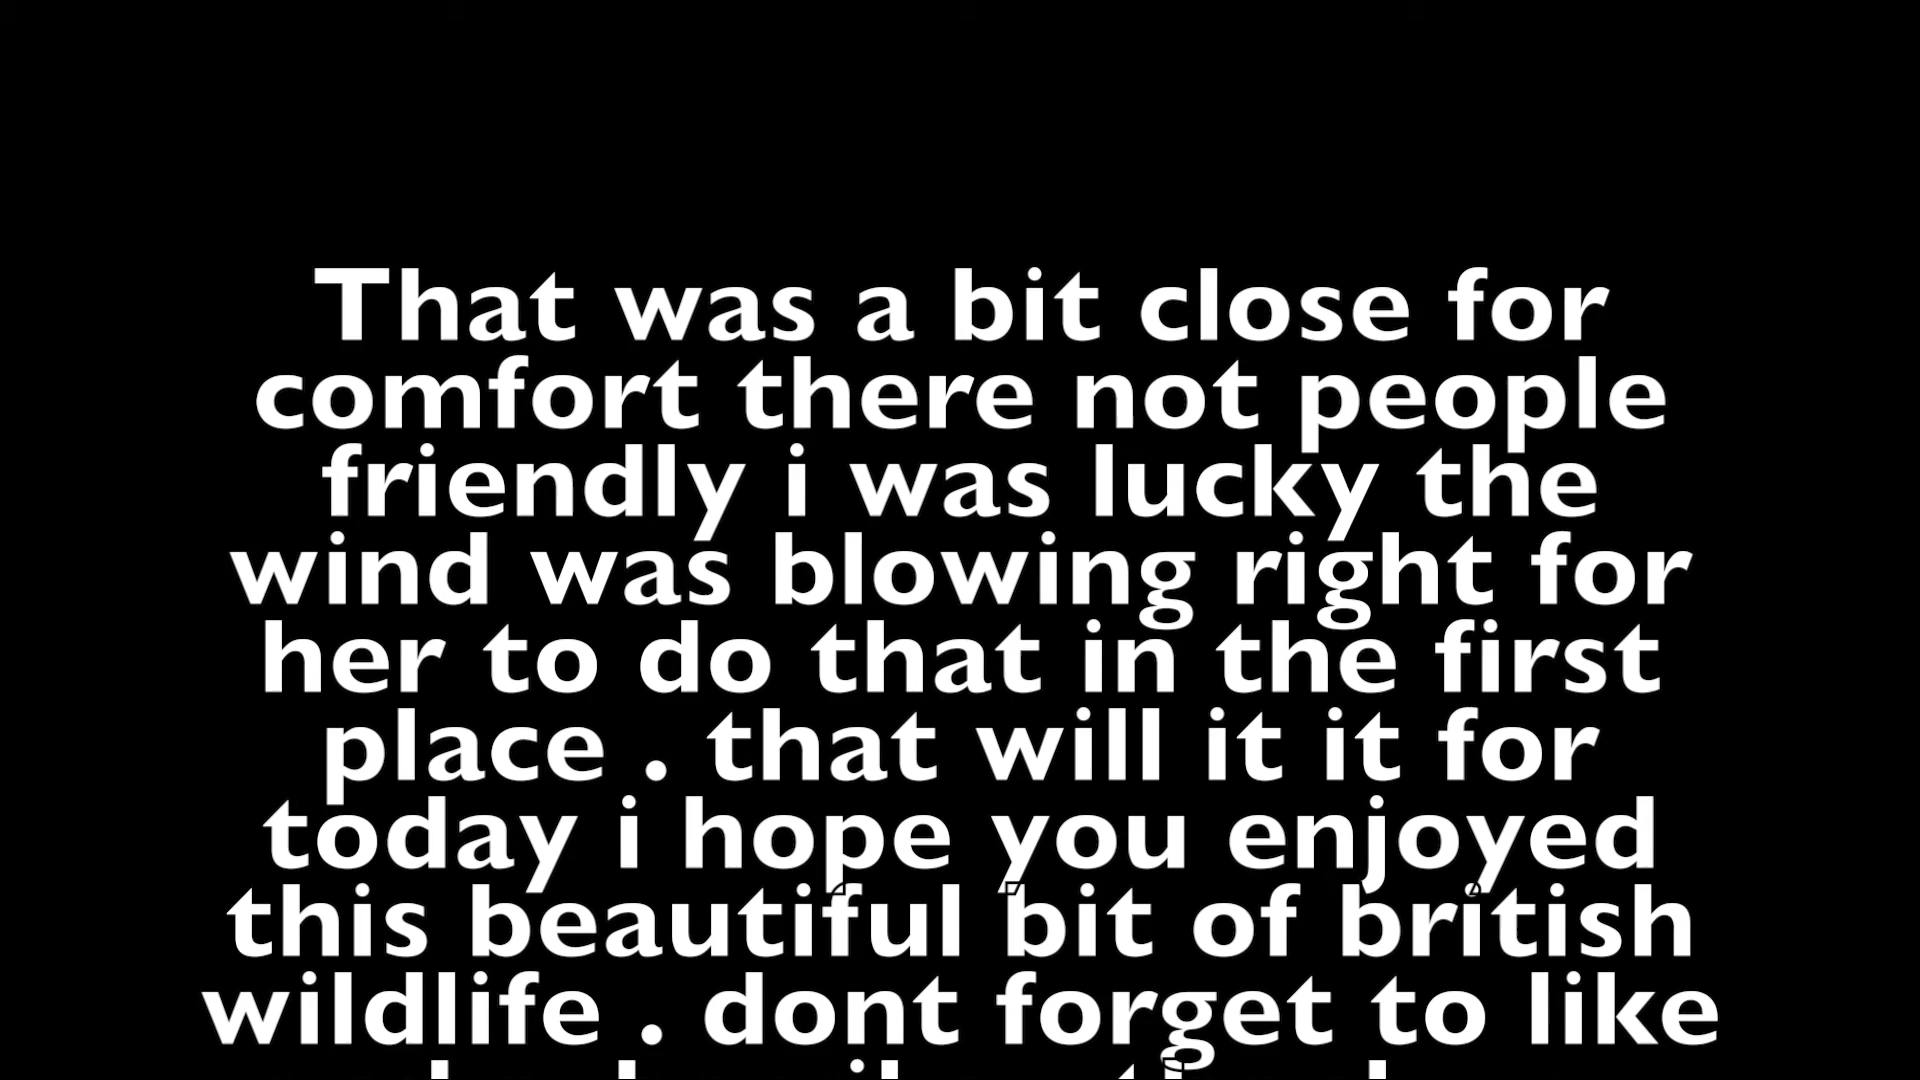 That was a bit close for
comfort there not people
friendly i was lucky the
wind was blowing right for
her to do that in the first
place . that will it it for
today i hope you enjoyed
this beautiful bit of british
wildlife . dont forget to like